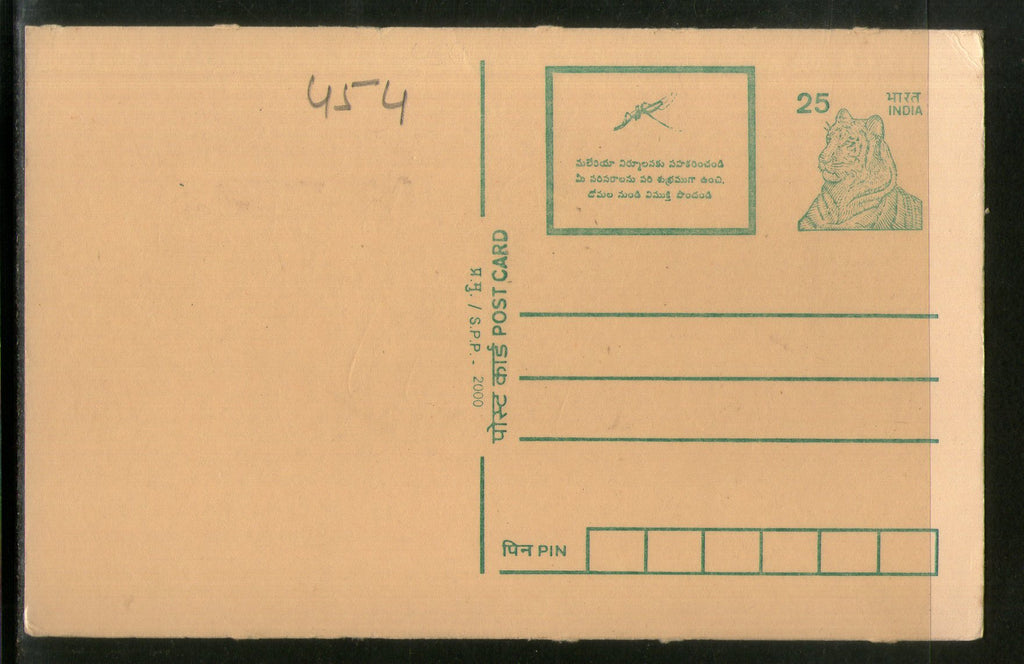 454
మలేరియా నిర్మూలనకు సహకరించండి
మీ పరిసరాలను పరి శుభ్రముగా ఉంచి,
దోమల నుండి విముక్తి పొందండి
25
भारत
INDIA
प्र.मु. / S.P.P. - 2000
पोस्ट कार्ड POST CARD
पिन PIN